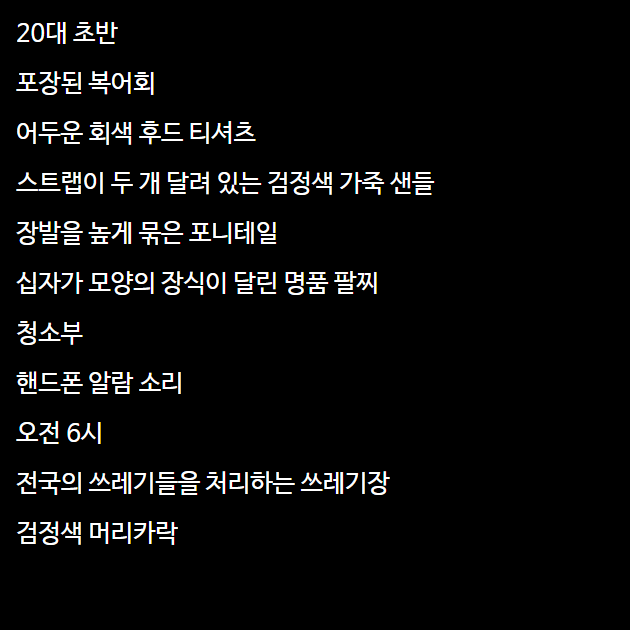 20대 초반
포장된 복어회
어두운 회색 후드 티셔츠
스트랩이 두 개 달려 있는 검정색 가죽 샌들
장발을 높게 묶은 포니테일
십자가 모양의 장식이 달린 명품 팔찌
청소부
핸드폰 알람 소리
오전 6시
전국의 쓰레기들을 처리하는 쓰레기장
검정색 머리카락